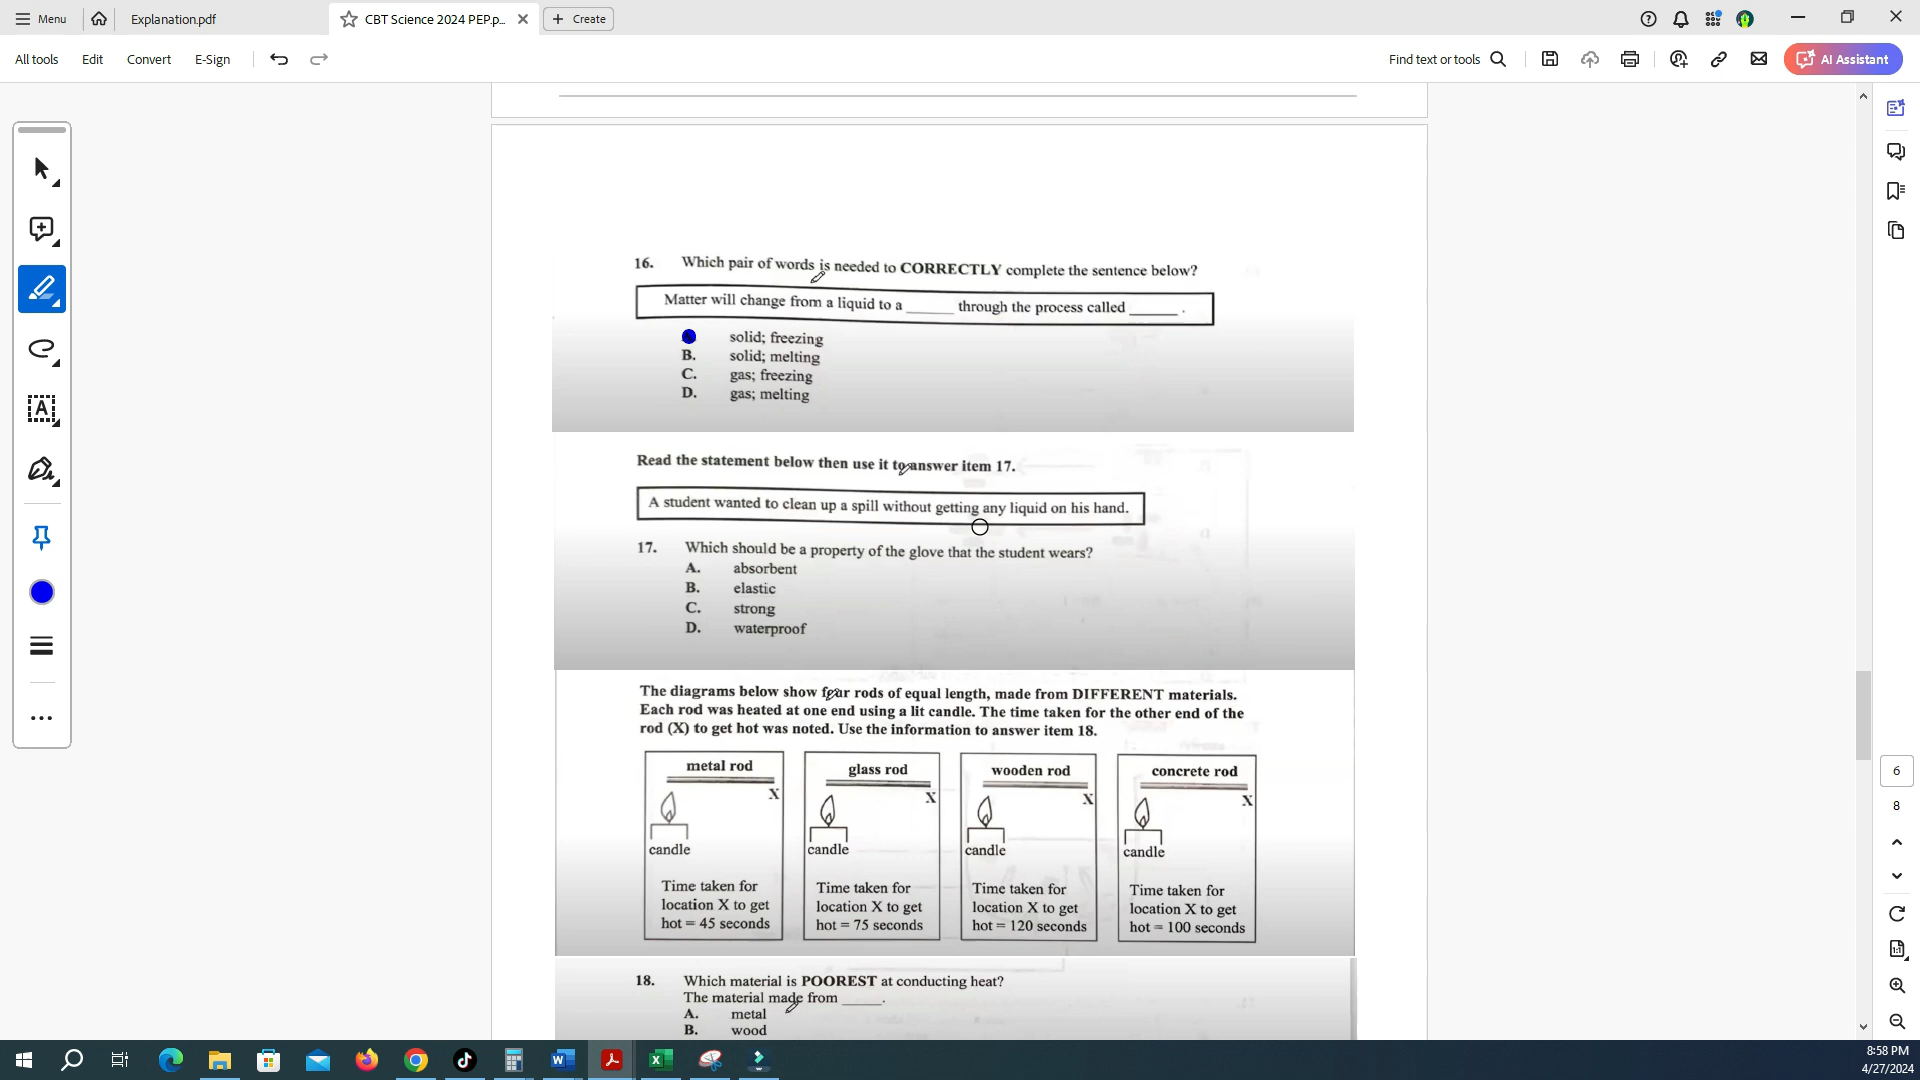 Menu
Explanation.pdf
CBT Science 2024 PEP.p...
Create
All tools
Edit
Convert
E-Sign
Find text or tools
AI Assistant
16. Which pair of words is needed to CORRECTLY complete the sentence below?
Matter will change from a liquid to a ______ through the process called ______ .
solid; freezing
B. solid; melting
C. gas; freezing
D. gas; melting
Read the statement below then use it to answer item 17.
A student wanted to clean up a spill without getting any liquid on his hand.
17. Which should be a property of the glove that the student wears?
A. absorbent
B. elastic
C. strong
D. waterproof
The diagrams below show four rods of equal length, made from DIFFERENT materials.
Each rod was heated at one end using a lit candle. The time taken for the other end of the
rod (X) to get hot was noted. Use the information to answer item 18.
metal rod
X
candle
Time taken for
location X to get
hot = 45 seconds
glass rod
X
candle
Time taken for
location X to get
hot = 75 seconds
wooden rod
X
candle
Time taken for
location X to get
hot = 120 seconds
concrete rod
X
candle
Time taken for
location X to get
hot = 100 seconds
18. Which material is POOREST at conducting heat?
The material made from _____.
A. metal
B. wood
6
8
8:58 PM
4/27/2024